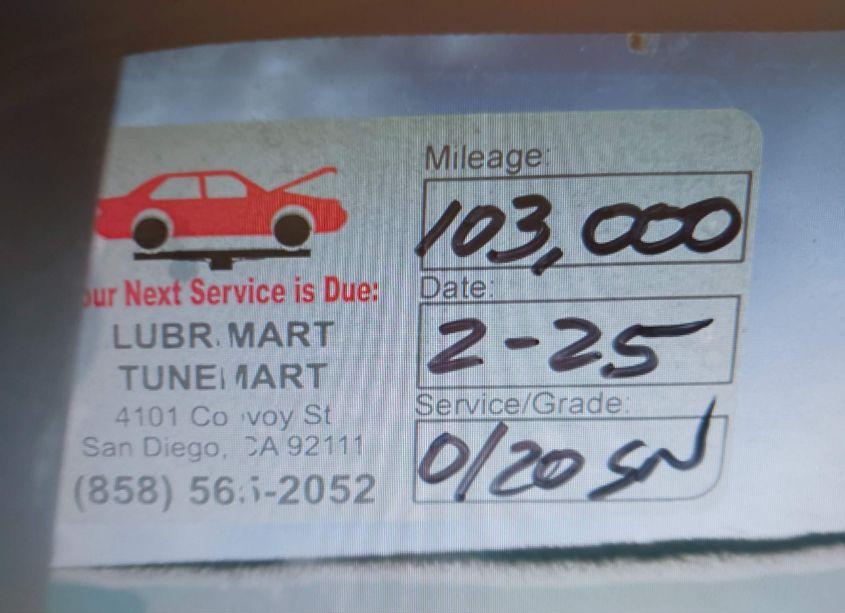 Mileage:
103,000
our Next Service is Due:
Date:
LUBR MART
2-25
TUNE MART
Service/Grade:
4101 Co voy St
0/20 SN
San Diego, CA 92111
(858) 565-2052